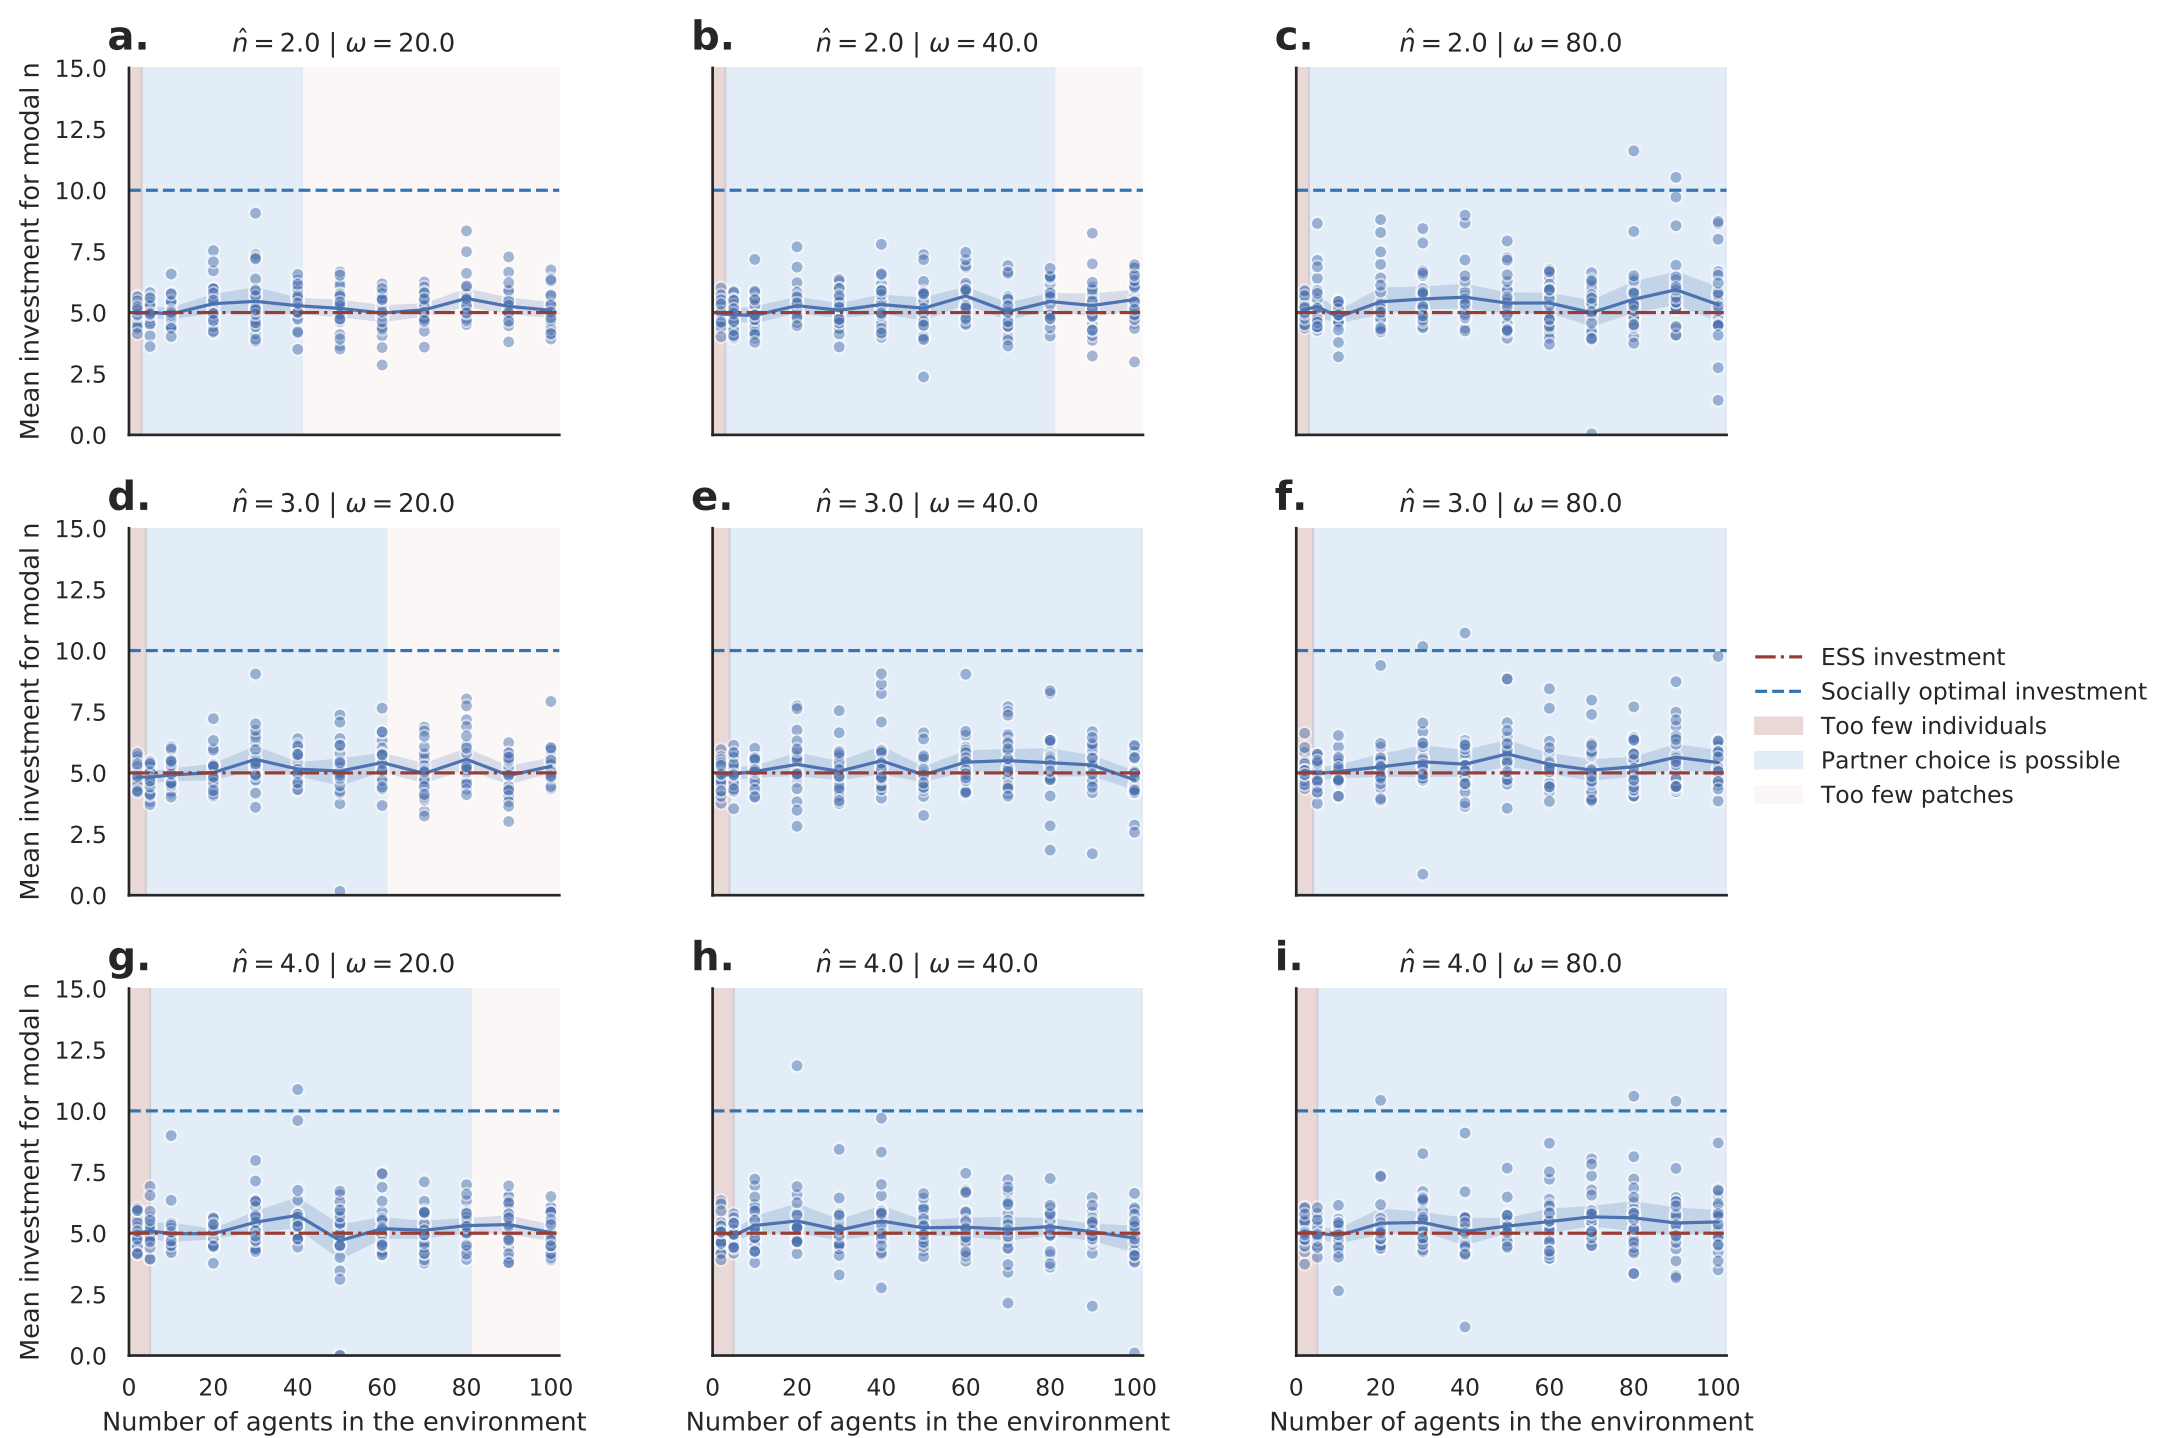 a.
n̂ = 2.0 | ω = 20.0
b.
n̂ = 2.0 | ω = 40.0
c.
n̂ = 2.0 | ω = 80.0
Mean investment for modal n
15.0
12.5
10.0
7.5
5.0
2.5
0.0
d.
n̂ = 3.0 | ω = 20.0
e.
n̂ = 3.0 | ω = 40.0
f.
n̂ = 3.0 | ω = 80.0
Mean investment for modal n
15.0
12.5
10.0
7.5
5.0
2.5
0.0
ESS investment
Socially optimal investment
Too few individuals
Partner choice is possible
Too few patches
g.
n̂ = 4.0 | ω = 20.0
h.
n̂ = 4.0 | ω = 40.0
i.
n̂ = 4.0 | ω = 80.0
Mean investment for modal n
15.0
12.5
10.0
7.5
5.0
2.5
0.0
0 20 40 60 80 100
0 20 40 60 80 100
0 20 40 60 80 100
Number of agents in the environment
Number of agents in the environment
Number of agents in the environment